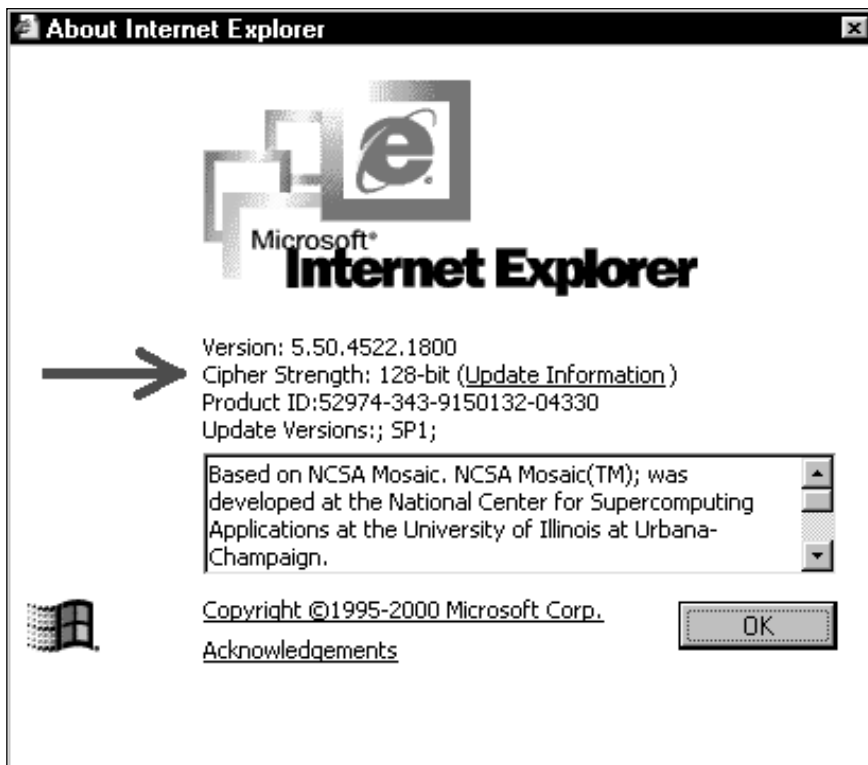 About Internet Explorer
Microsoft®
Internet Explorer
Version: 5.50.4522.1800
Cipher Strength: 128-bit (Update Information )
Product ID:52974-343-9150132-04330
Update Versions:; SP1;
Based on NCSA Mosaic. NCSA Mosaic(TM); was
developed at the National Center for Supercomputing
Applications at the University of Illinois at Urbana-
Champaign.
Copyright ©1995-2000 Microsoft Corp.
OK
Acknowledgements